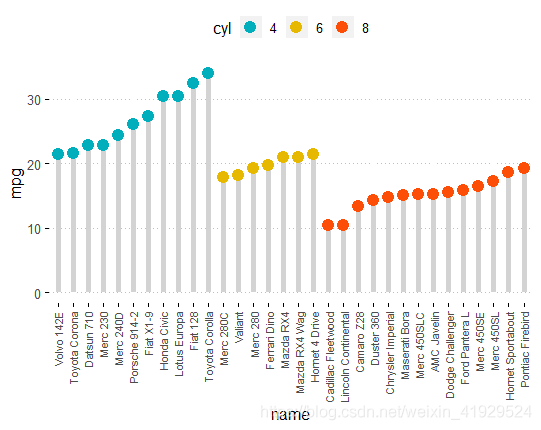 cyl 4 6 8
30
20
10
0
mpg
Volvo 142E
Toyota Corona
Datsun 710
Merc 230
Merc 240D
Porsche 914-2
Fiat X1-9
Honda Civic
Lotus Europa
Fiat 128
Toyota Corolla
Merc 280C
Valiant
Merc 280
Ferrari Dino
Mazda RX4
Mazda RX4 Wag
Hornet 4 Drive
Cadillac Fleetwood
Lincoln Continental
Camaro Z28
Duster 360
Chrysler Imperial
Maserati Bora
Merc 450SLC
AMC Javelin
Dodge Challenger
Ford Pantera L
Merc 450SE
Merc 450SL
Hornet Sportabout
Pontiac Firebird
name
https://blog.csdn.net/weixin_41929524